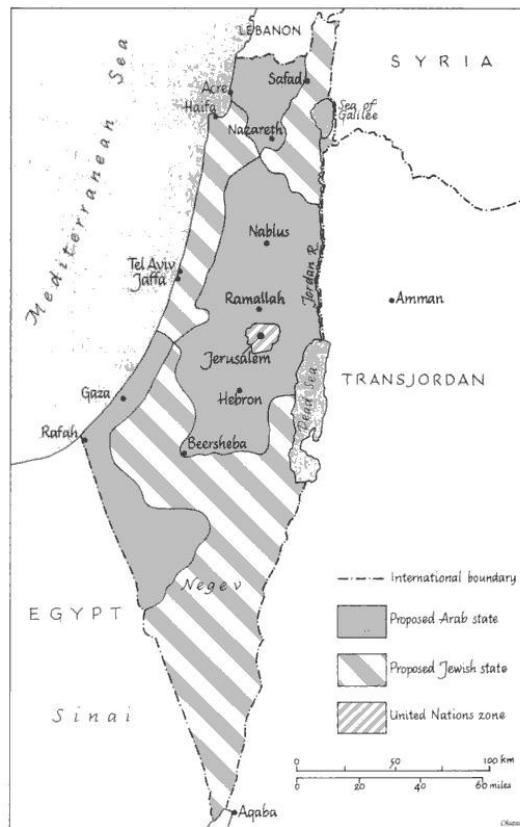 LEBANON
SYRIA
Mediterranean Sea
Safad
Acre
Haifa
Sea of
Galilee
Nazareth
Nablus
Tel Aviv
Jaffa
Jordan R.
Ramallah
Amman
Jerusalem
TRANSJORDAN
Gaza
Hebron
Dead Sea
Rafah
Beersheba
Negev
International boundary
EGYPT
Proposed Arab state
Proposed Jewish state
Sinai
United Nations zone
0 50 100 km
0 20 40 60 miles
Aqaba